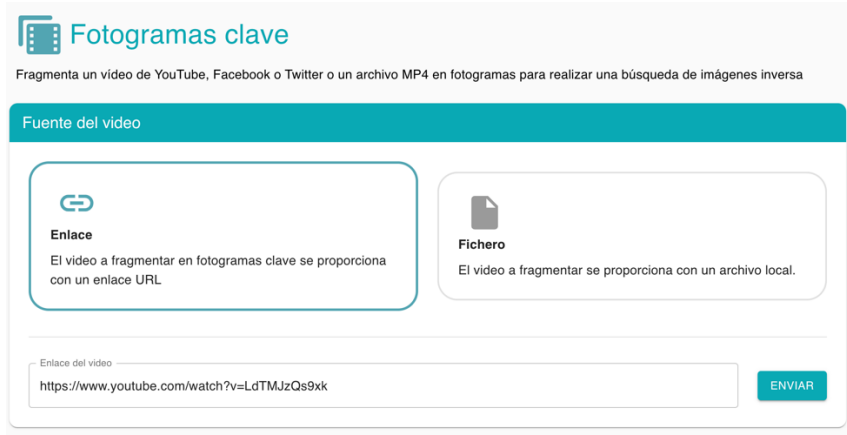 Fotogramas clave
Fragmenta un vídeo de YouTube, Facebook o Twitter o un archivo MP4 en fotogramas para realizar una búsqueda de imágenes inversa
Fuente del video
Enlace
El video a fragmentar en fotogramas clave se proporciona
con un enlace URL
Fichero
El video a fragmentar se proporciona con un archivo local.
Enlace del video
https://www.youtube.com/watch?v=LdTMJzQs9xk
ENVIAR